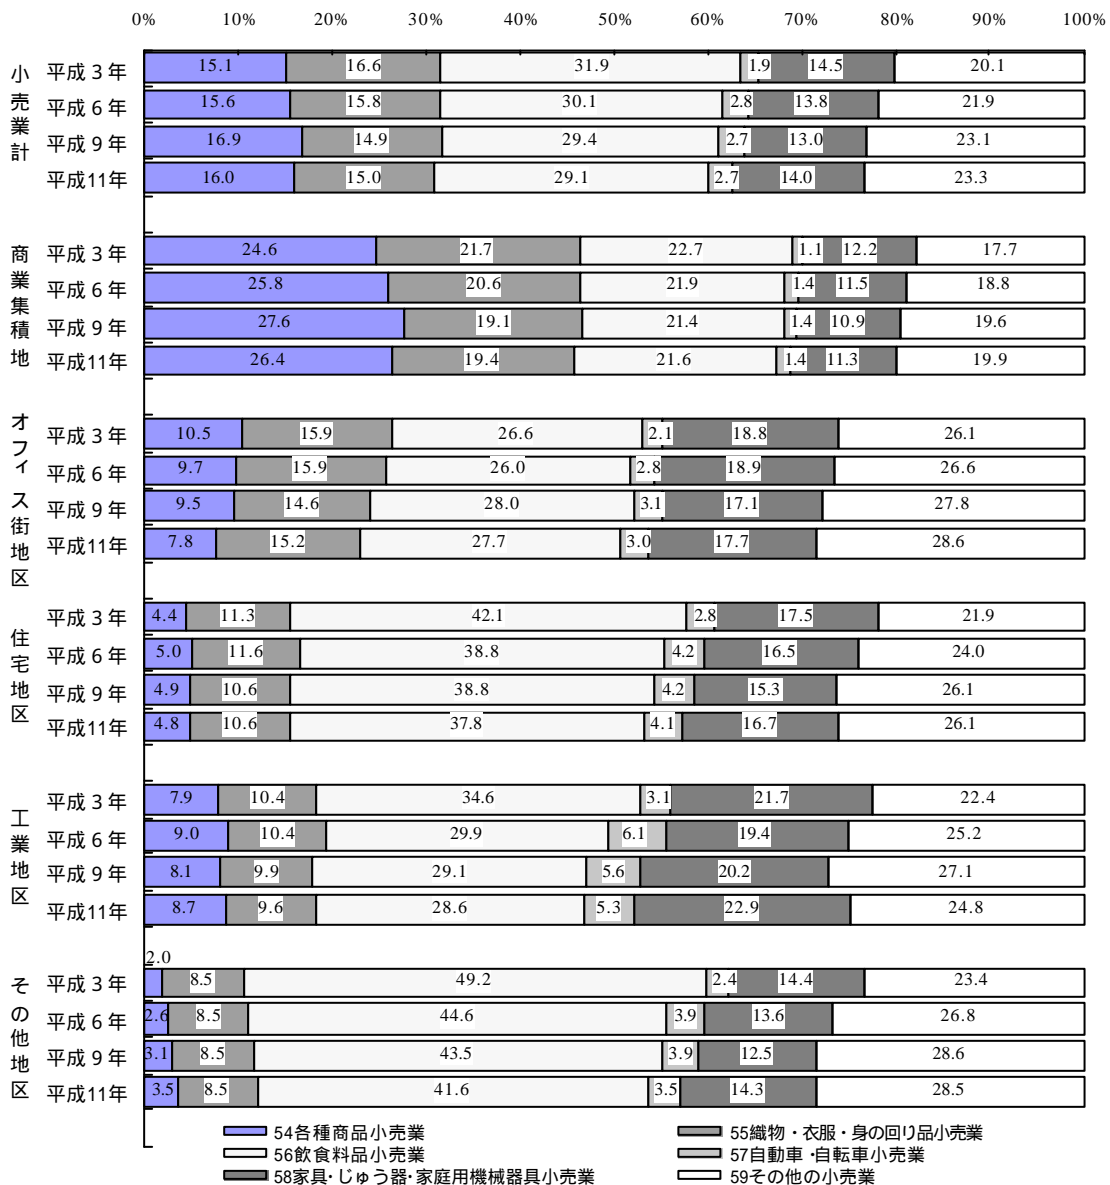 0% 10% 20% 30% 40% 50% 60% 70% 80% 90% 100%
小売業計
平成3年 15.1 16.6 31.9 1.9 14.5 20.1
平成6年 15.6 15.8 30.1 2.8 13.8 21.9
平成9年 16.9 14.9 29.4 2.7 13.0 23.1
平成11年 16.0 15.0 29.1 2.7 14.0 23.3
商業集積地
平成3年 24.6 21.7 22.7 1.1 12.2 17.7
平成6年 25.8 20.6 21.9 1.4 11.5 18.8
平成9年 27.6 19.1 21.4 1.4 10.9 19.6
平成11年 26.4 19.4 21.6 1.4 11.3 19.9
オフィス街地区
平成3年 10.5 15.9 26.6 2.1 18.8 26.1
平成6年 9.7 15.9 26.0 2.8 18.9 26.6
平成9年 9.5 14.6 28.0 3.1 17.1 27.8
平成11年 7.8 15.2 27.7 3.0 17.7 28.6
住宅地区
平成3年 4.4 11.3 42.1 2.8 17.5 21.9
平成6年 5.0 11.6 38.8 4.2 16.5 24.0
平成9年 4.9 10.6 38.8 4.2 15.3 26.1
平成11年 4.8 10.6 37.8 4.1 16.7 26.1
工業地区
平成3年 7.9 10.4 34.6 3.1 21.7 22.4
平成6年 9.0 10.4 29.9 6.1 19.4 25.2
平成9年 8.1 9.9 29.1 5.6 20.2 27.1
平成11年 8.7 9.6 28.6 5.3 22.9 24.8
その他地区
平成3年 2.0 8.5 49.2 2.4 14.4 23.4
平成6年 2.6 8.5 44.6 3.9 13.6 26.8
平成9年 3.1 8.5 43.5 3.9 12.5 28.6
平成11年 3.5 8.5 41.6 3.5 14.3 28.5
54各種商品小売業 55織物・衣服・身の回り品小売業
56飲食料品小売業 57自動車・自転車小売業
58家具・じゅう器・家庭用機械器具小売業 59その他の小売業